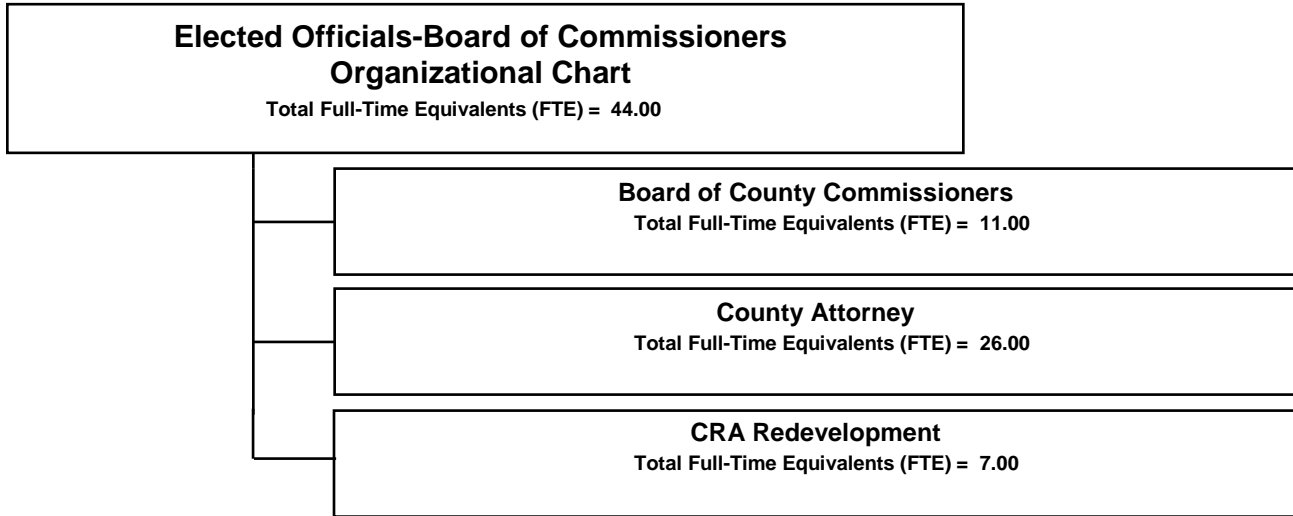 Elected Officials-Board of Commissioners
Organizational Chart
Total Full-Time Equivalents (FTE) = 44.00
Board of County Commissioners
Total Full-Time Equivalents (FTE) = 11.00
County Attorney
Total Full-Time Equivalents (FTE) = 26.00
CRA Redevelopment
Total Full-Time Equivalents (FTE) = 7.00